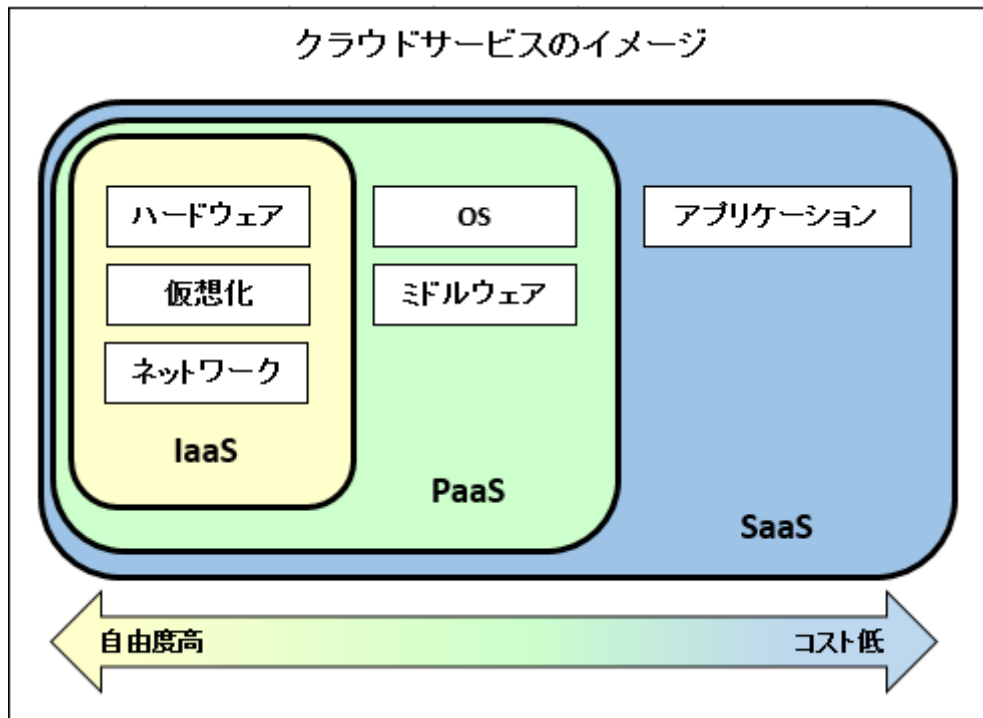 クラウドサービスのイメージ
ハードウェア
仮想化
ネットワーク
IaaS
OS
ミドルウェア
PaaS
アプリケーション
SaaS
自由度高
コスト低